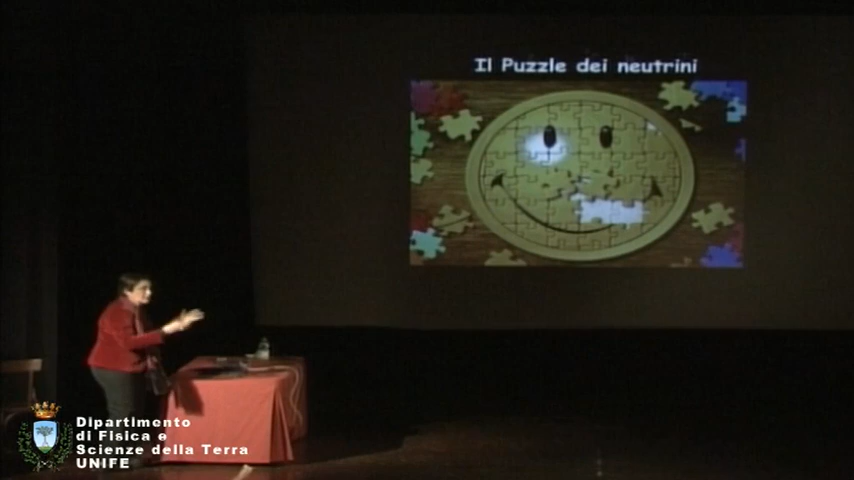 Il Puzzle dei neutrini
Dipartimento
di Fisica e
Scienze della Terra
UNIFE